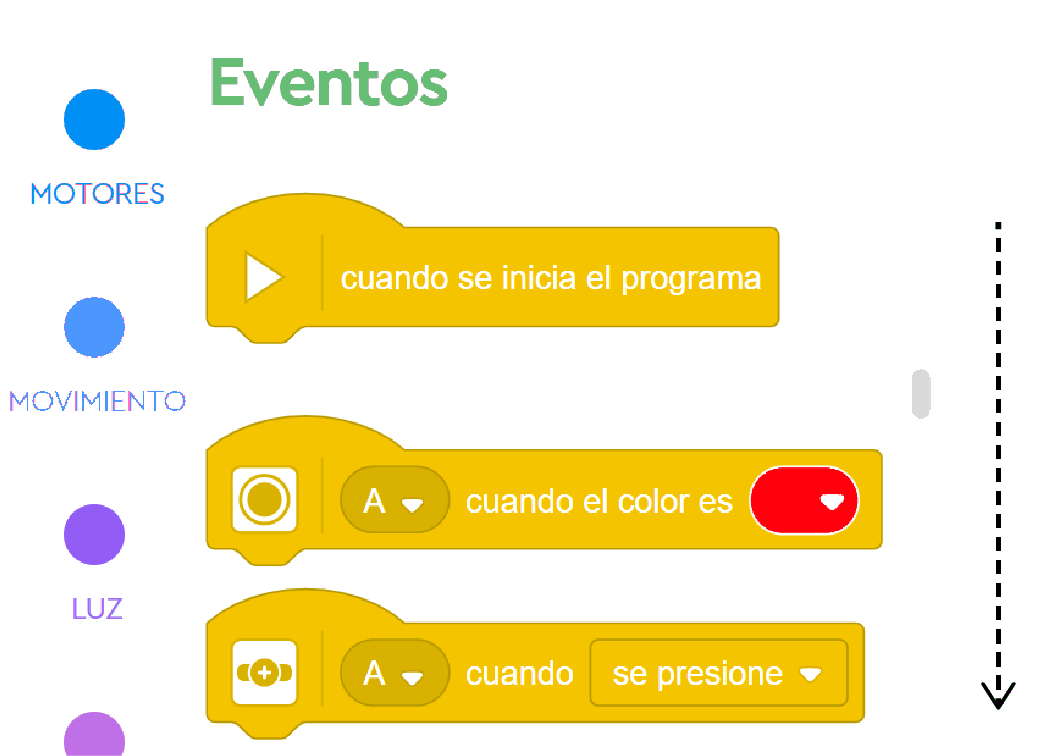 Eventos
MOTORES
cuando se inicia el programa
MOVIMIENTO
A cuando el color es
LUZ
A cuando se presione